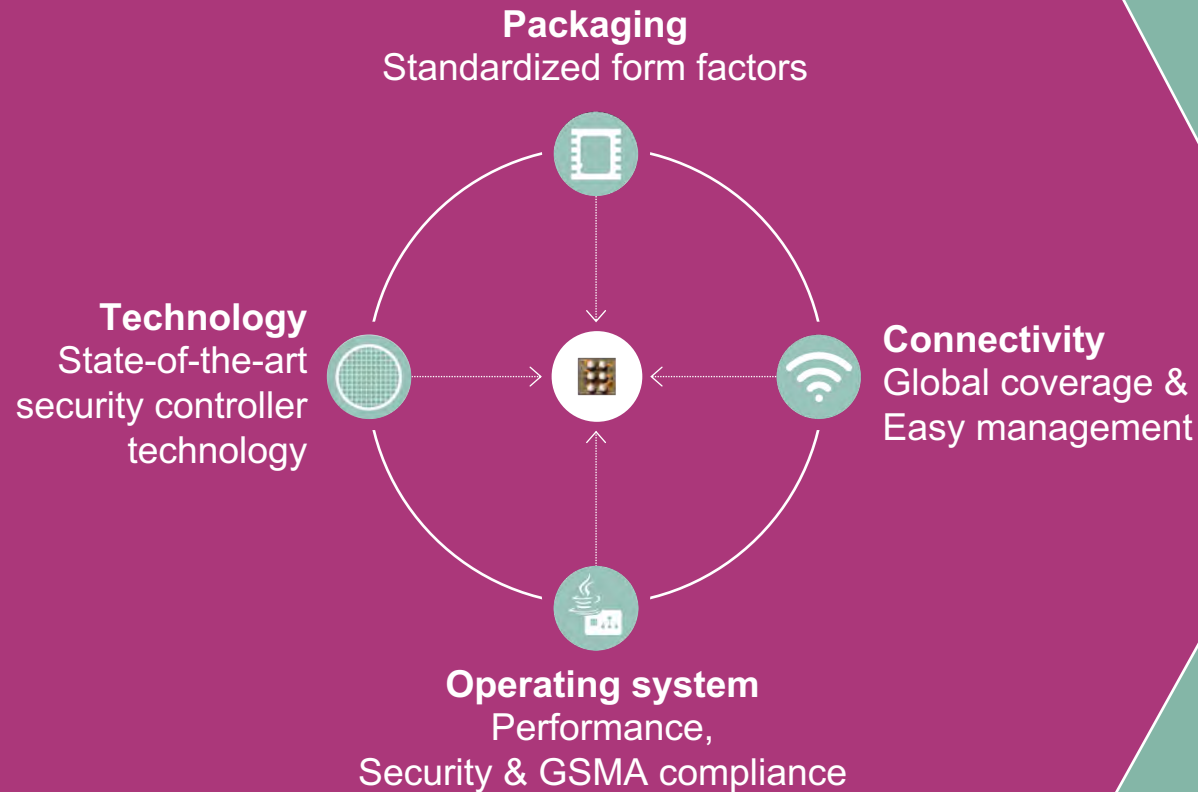 Packaging
Standardized form factors
Technology
State-of-the-art
security controller
technology
Connectivity
Global coverage &
Easy management
Operating system
Performance,
Security & GSMA compliance